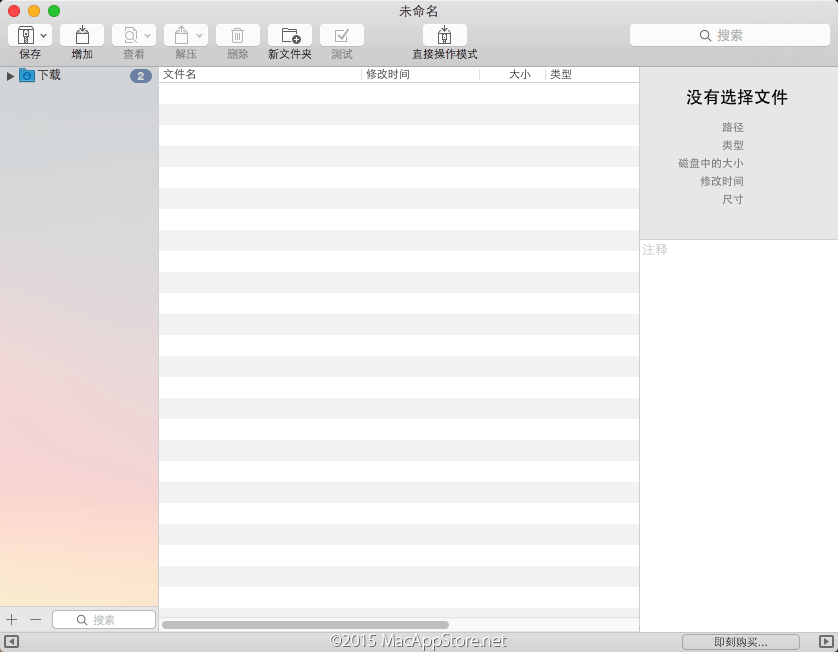 未命名
保存 增加 查看 解压 删除 新文件夹 测试 直接操作模式 搜索
下载 2
文件名 修改时间 大小 类型
没有选择文件
路径
类型
磁盘中的大小
修改时间
尺寸
注释
搜索
©2015 MacAppStore.net
即刻购买...